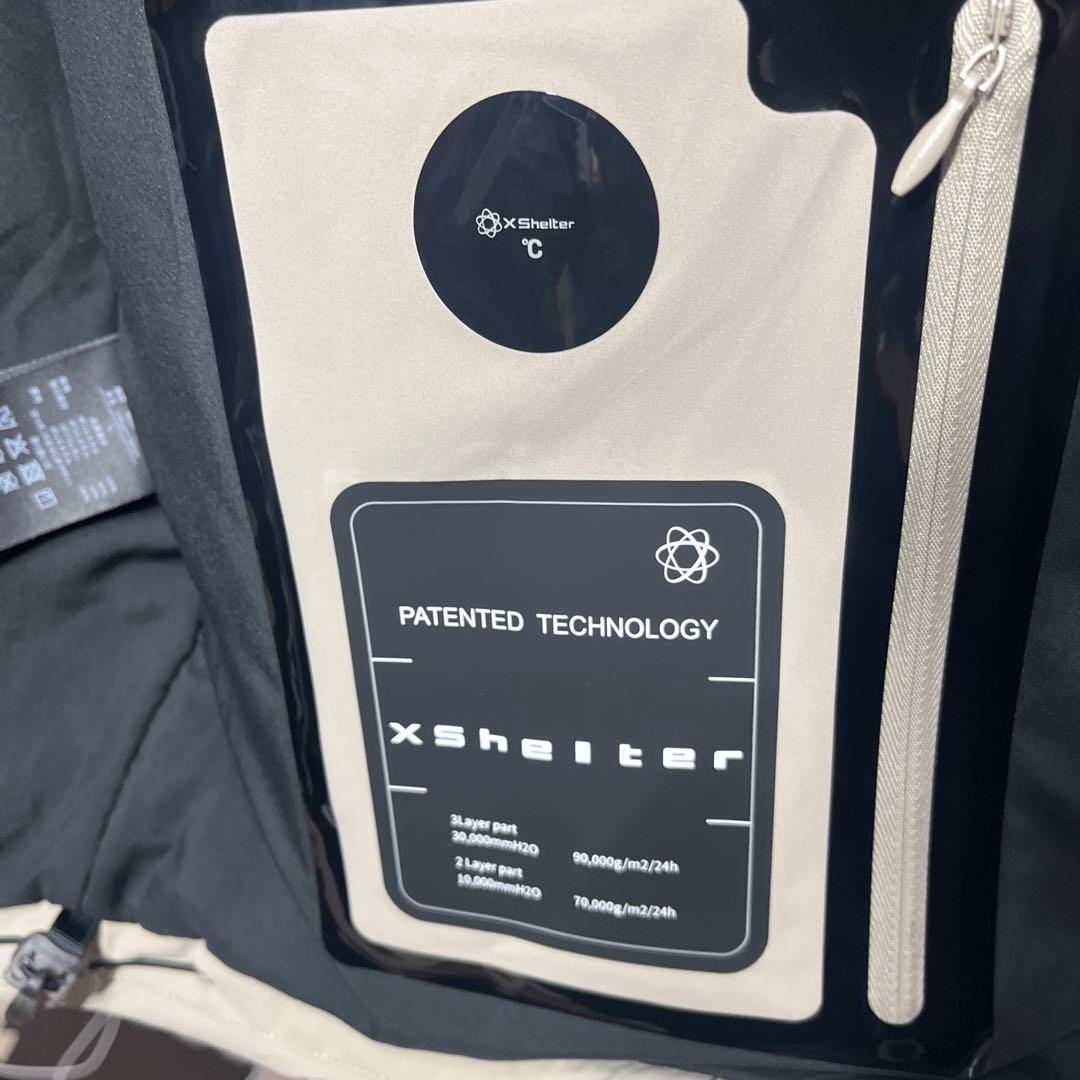 X Shelter
℃
PATENTED TECHNOLOGY
xshelter
3Layer part
30,000mmH2O
90,000g/m2/24h
2 Layer part
10,000mmH2O
70,000g/m2/24h